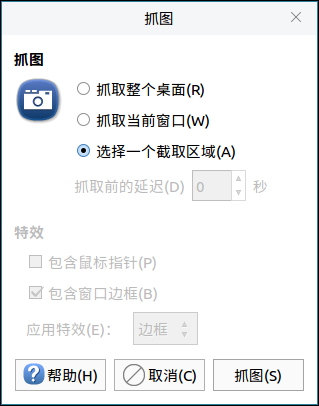 抓图
抓图
抓取整个桌面(R)
抓取当前窗口(W)
选择一个截取区域(A)
抓取前的延迟(D) 0 秒
特效
包含鼠标指针(P)
包含窗口边框(B)
应用特效(E)： 边框
帮助(H) 取消(C) 抓图(S)